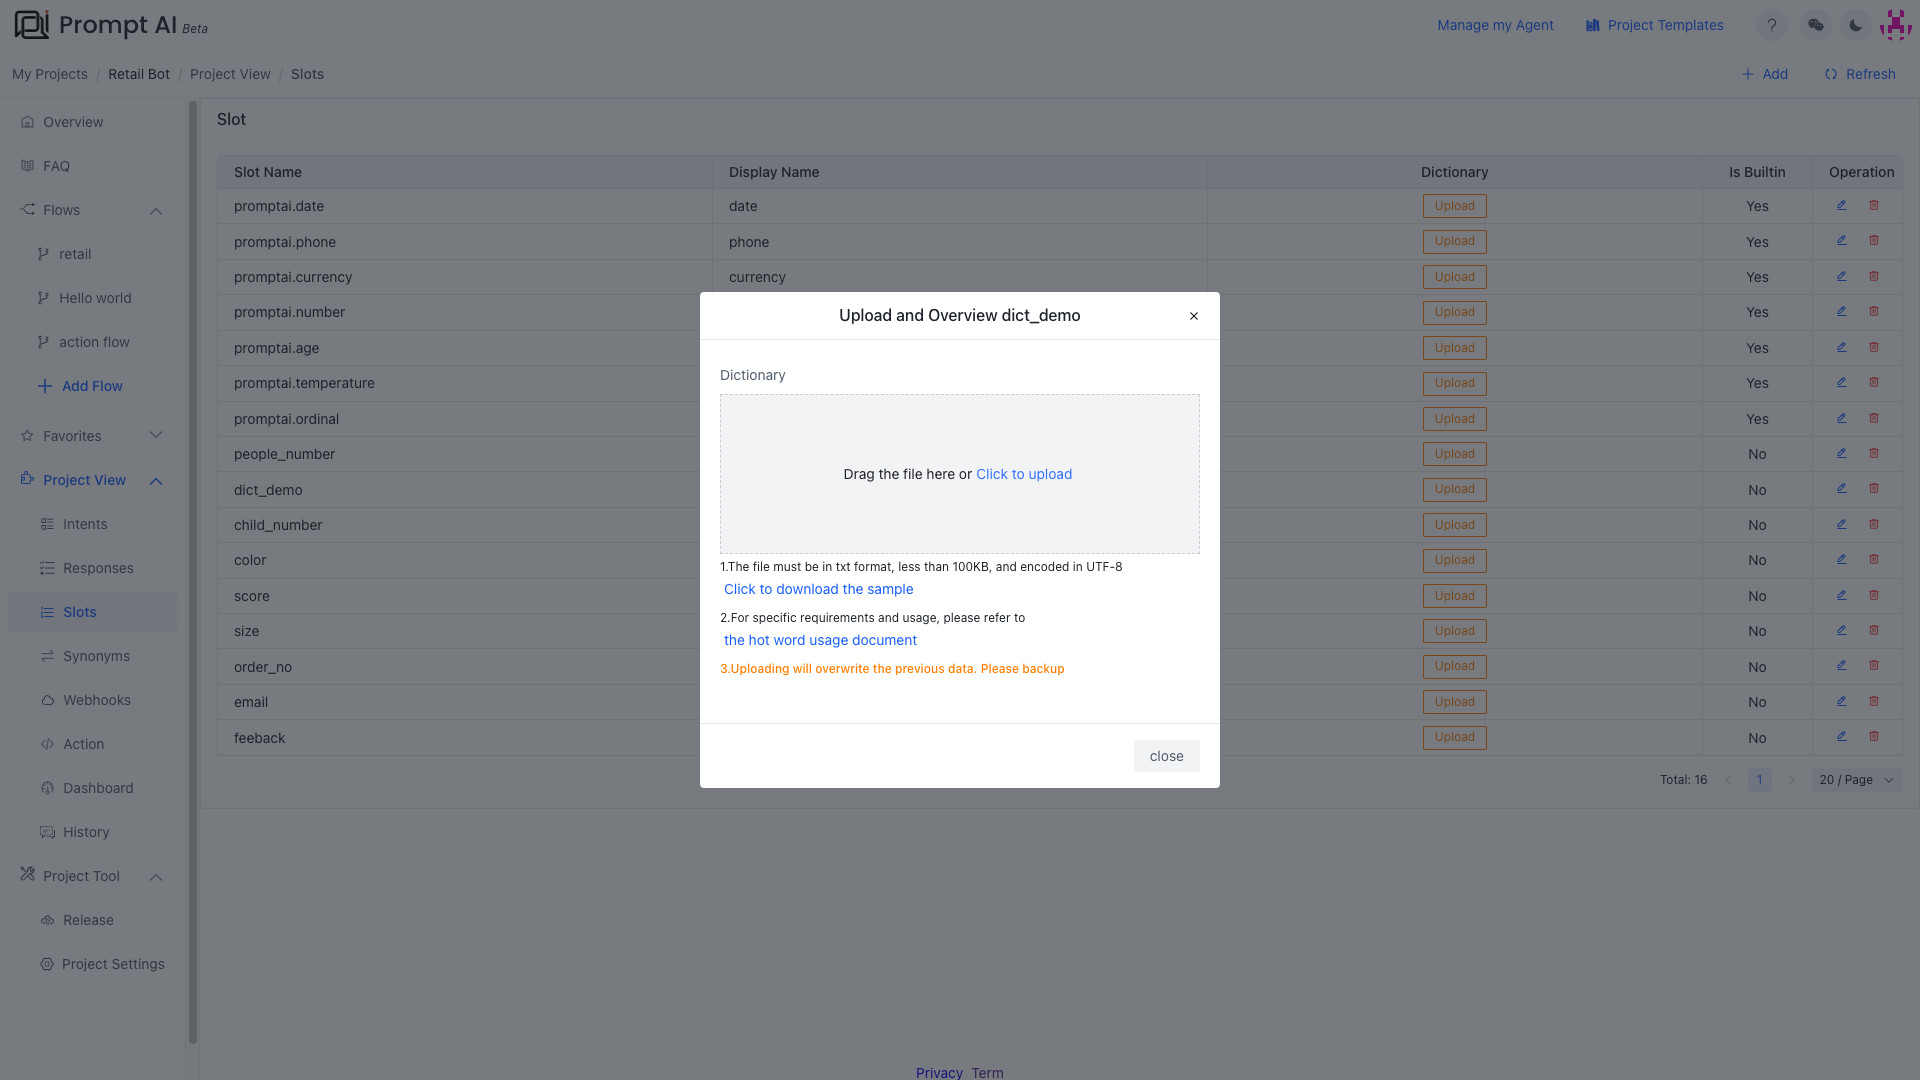 Prompt AI Beta
Manage my Agent
Project Templates
?
My Projects / Retail Bot / Project View / Slots
Add
Refresh
Overview
FAQ
Flows
retail
Hello world
action flow
Add Flow
Favorites
Project View
Intents
Responses
Slots
Synonyms
Webhooks
Action
Dashboard
History
Project Tool
Release
Project Settings
Slot
Slot Name Display Name Dictionary Is Builtin Operation
promptai.date date Upload Yes
promptai.phone phone Upload Yes
promptai.currency currency Upload Yes
promptai.number Upload Yes
promptai.age Upload Yes
promptai.temperature Upload Yes
promptai.ordinal Upload Yes
people_number Upload No
dict_demo Upload No
child_number Upload No
color Upload No
score Upload No
size Upload No
order_no Upload No
email Upload No
feeback Upload No
Total: 16
1
20 / Page
Upload and Overview dict_demo
Dictionary
Drag the file here or Click to upload
1.The file must be in txt format, less than 100KB, and encoded in UTF-8
Click to download the sample
2.For specific requirements and usage, please refer to
the hot word usage document
3.Uploading will overwrite the previous data. Please backup
close
Privacy Term